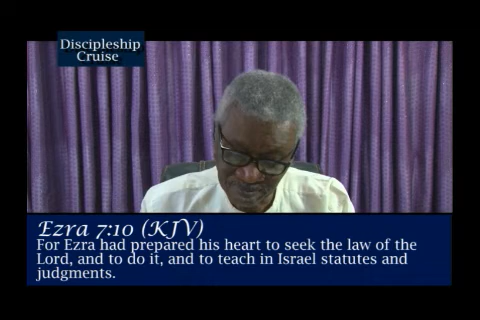 Discipleship
Cruise
Ezra 7:10 (KJV)
For Ezra had prepared his heart to seek the law of the
Lord, and to do it, and to teach in Israel statutes and
judgments.